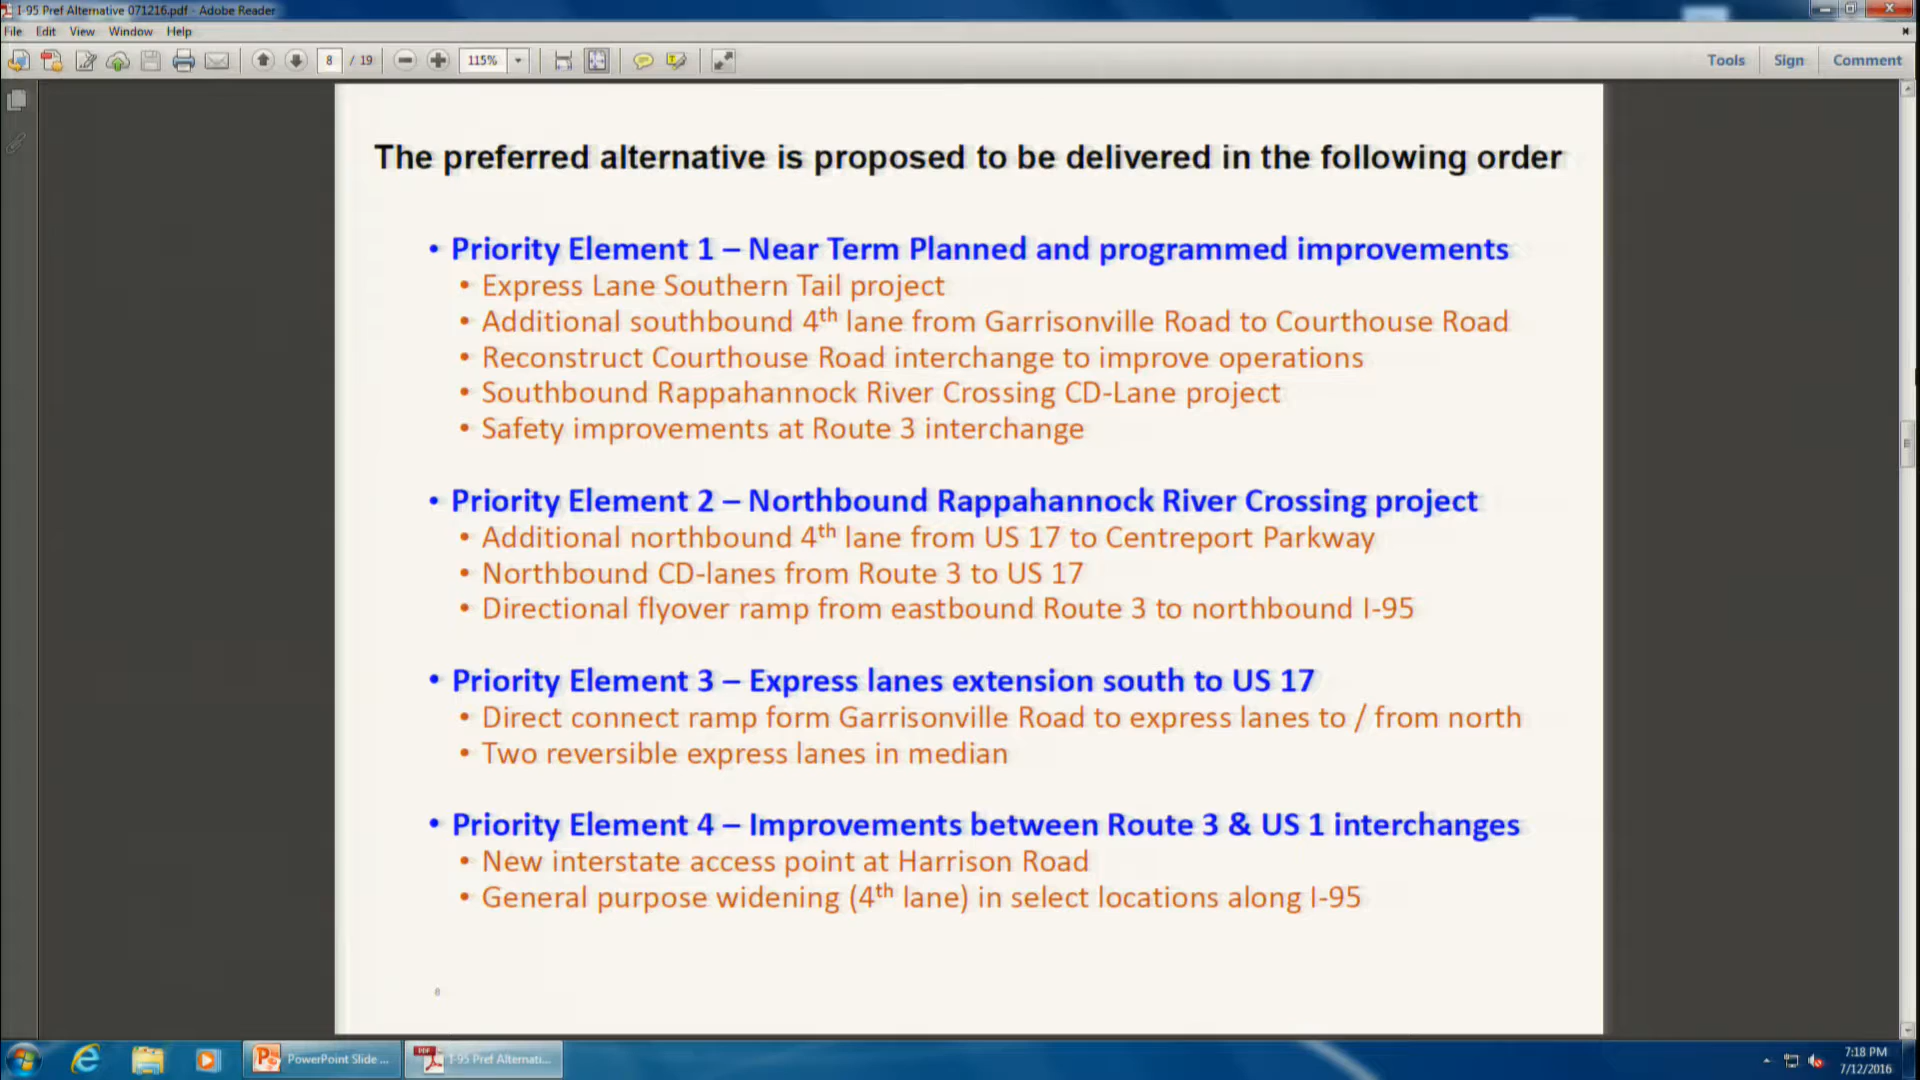 I-95 Pref Alternative 071216.pdf - Adobe Reader
File Edit View Window Help
8 / 19 115% Tools Sign Comment
The preferred alternative is proposed to be delivered in the following order
• Priority Element 1 – Near Term Planned and programmed improvements
• Express Lane Southern Tail project
• Additional southbound 4th lane from Garrisonville Road to Courthouse Road
• Reconstruct Courthouse Road interchange to improve operations
• Southbound Rappahannock River Crossing CD-Lane project
• Safety improvements at Route 3 interchange
• Priority Element 2 – Northbound Rappahannock River Crossing project
• Additional northbound 4th lane from US 17 to Centreport Parkway
• Northbound CD-lanes from Route 3 to US 17
• Directional flyover ramp from eastbound Route 3 to northbound I-95
• Priority Element 3 – Express lanes extension south to US 17
• Direct connect ramp form Garrisonville Road to express lanes to / from north
• Two reversible express lanes in median
• Priority Element 4 – Improvements between Route 3 & US 1 interchanges
• New interstate access point at Harrison Road
• General purpose widening (4th lane) in select locations along I-95
8
PowerPoint Slide ... I-95 Pref Alternati...
7:18 PM
7/12/2016